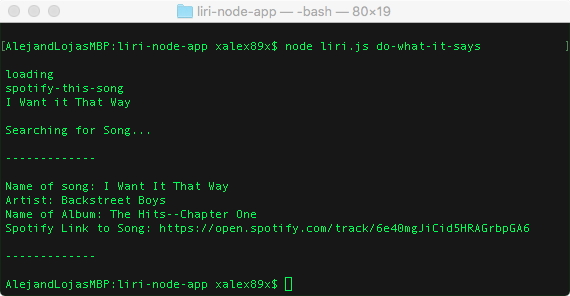 liri-node-app — -bash — 80×19
[AlejandLojasMBP:liri-node-app xalex89x$ node liri.js do-what-it-says ]
loading
spotify-this-song
I Want it That Way
Searching for Song...
-------------
Name of song: I Want It That Way
Artist: Backstreet Boys
Name of Album: The Hits--Chapter One
Spotify Link to Song: https://open.spotify.com/track/6e40mgJiCid5HRAGrbpGA6
-------------
AlejandLojasMBP:liri-node-app xalex89x$